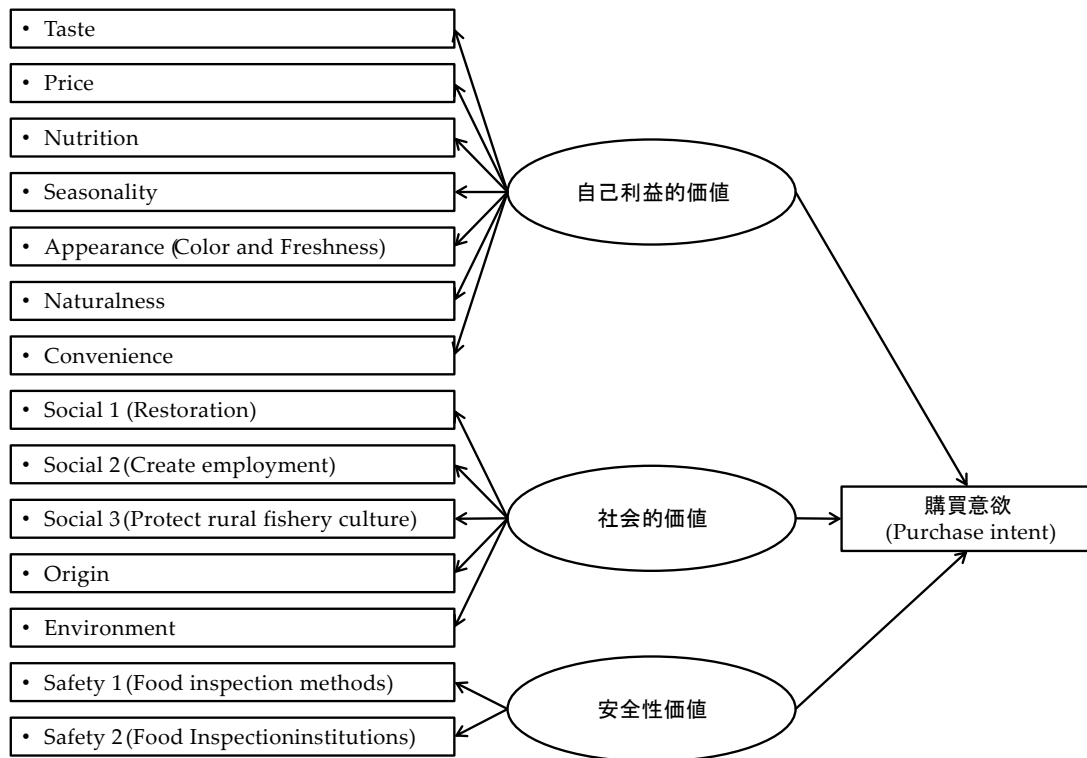 • Taste
• Price
• Nutrition
• Seasonality
• Appearance (Color and Freshness)
• Naturalness
• Convenience
• Social 1 (Restoration)
• Social 2 (Create employment)
• Social 3 (Protect rural fishery culture)
• Origin
• Environment
• Safety 1 (Food inspection methods)
• Safety 2 (Food Inspectioninstitutions)
自己利益的価値
社会的価値
安全性価値
購買意欲
(Purchase intent)